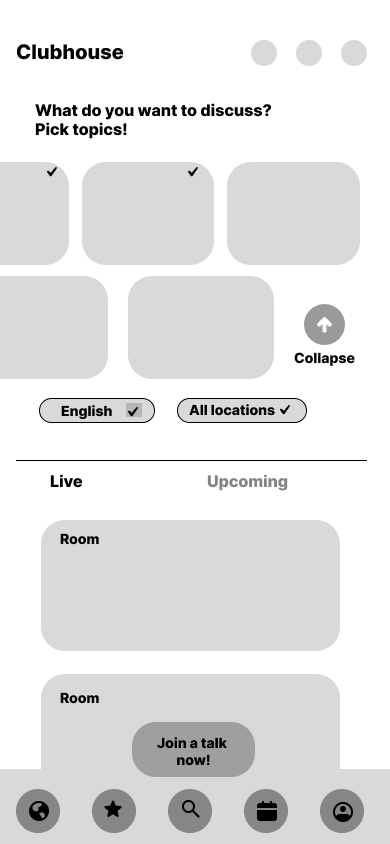 Clubhouse
What do you want to discuss?
Pick topics!
Collapse
English
All locations
Live
Upcoming
Room
Room
Join a talk
now!